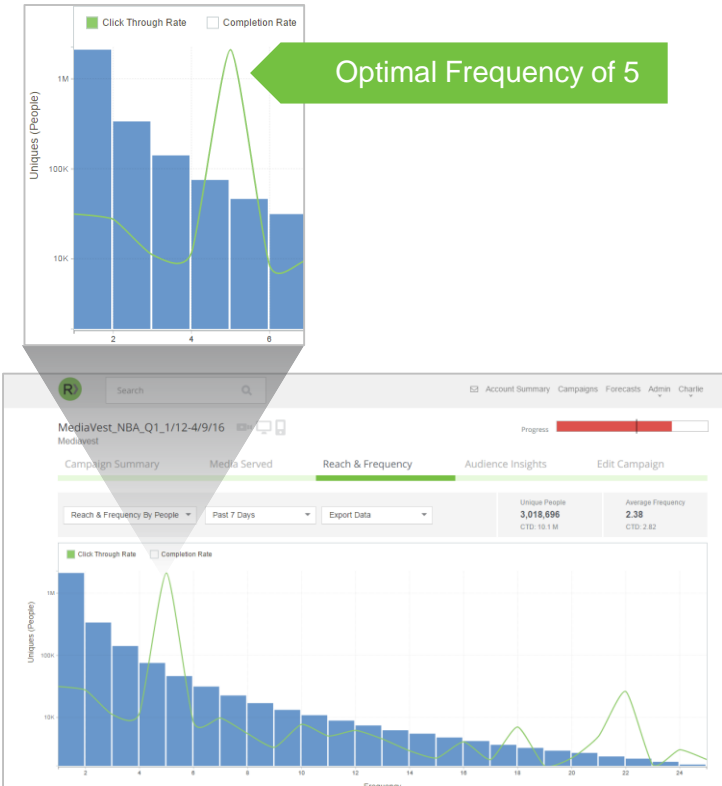 Click Through Rate Completion Rate
Optimal Frequency of 5
Uniques (People)
1M
100K
10K
2 4 6
R
Search
Account Summary Campaigns Forecasts Admin Charlie
MediaVest_NBA_Q1_1/12-4/9/16
Mediavest
Progress
Campaign Summary Media Served Reach & Frequency Audience Insights Edit Campaign
Reach & Frequency By People Past 7 Days Export Data
Unique People
3,018,696
CTD: 10.1 M
Average Frequency
2.38
CTD: 2.82
Click Through Rate Completion Rate
Uniques (People)
1M
100K
10K
2 4 6 8 10 12 14 16 18 20 22 24
Frequency